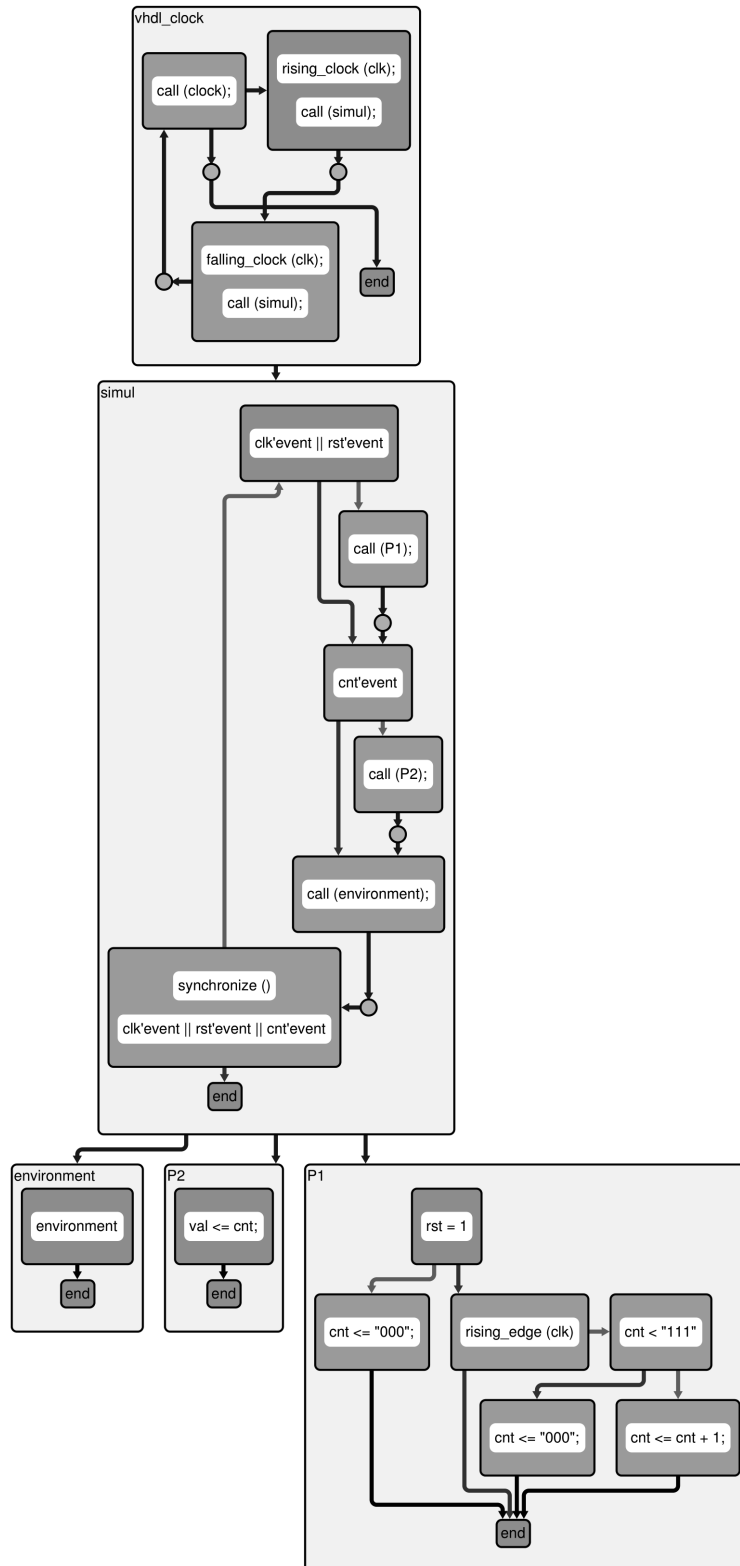 vhdl_clock
call (clock);
rising_clock (clk);
call (simul);
falling_clock (clk);
call (simul);
end
simul
clk'event || rst'event
call (P1);
cnt'event
call (P2);
call (environment);
synchronize ()
clk'event || rst'event || cnt'event
end
environment
environment
end
P2
val <= cnt;
end
P1
rst = 1
cnt <= "000";
rising_edge (clk)
cnt < "111"
cnt <= "000";
cnt <= cnt + 1;
end